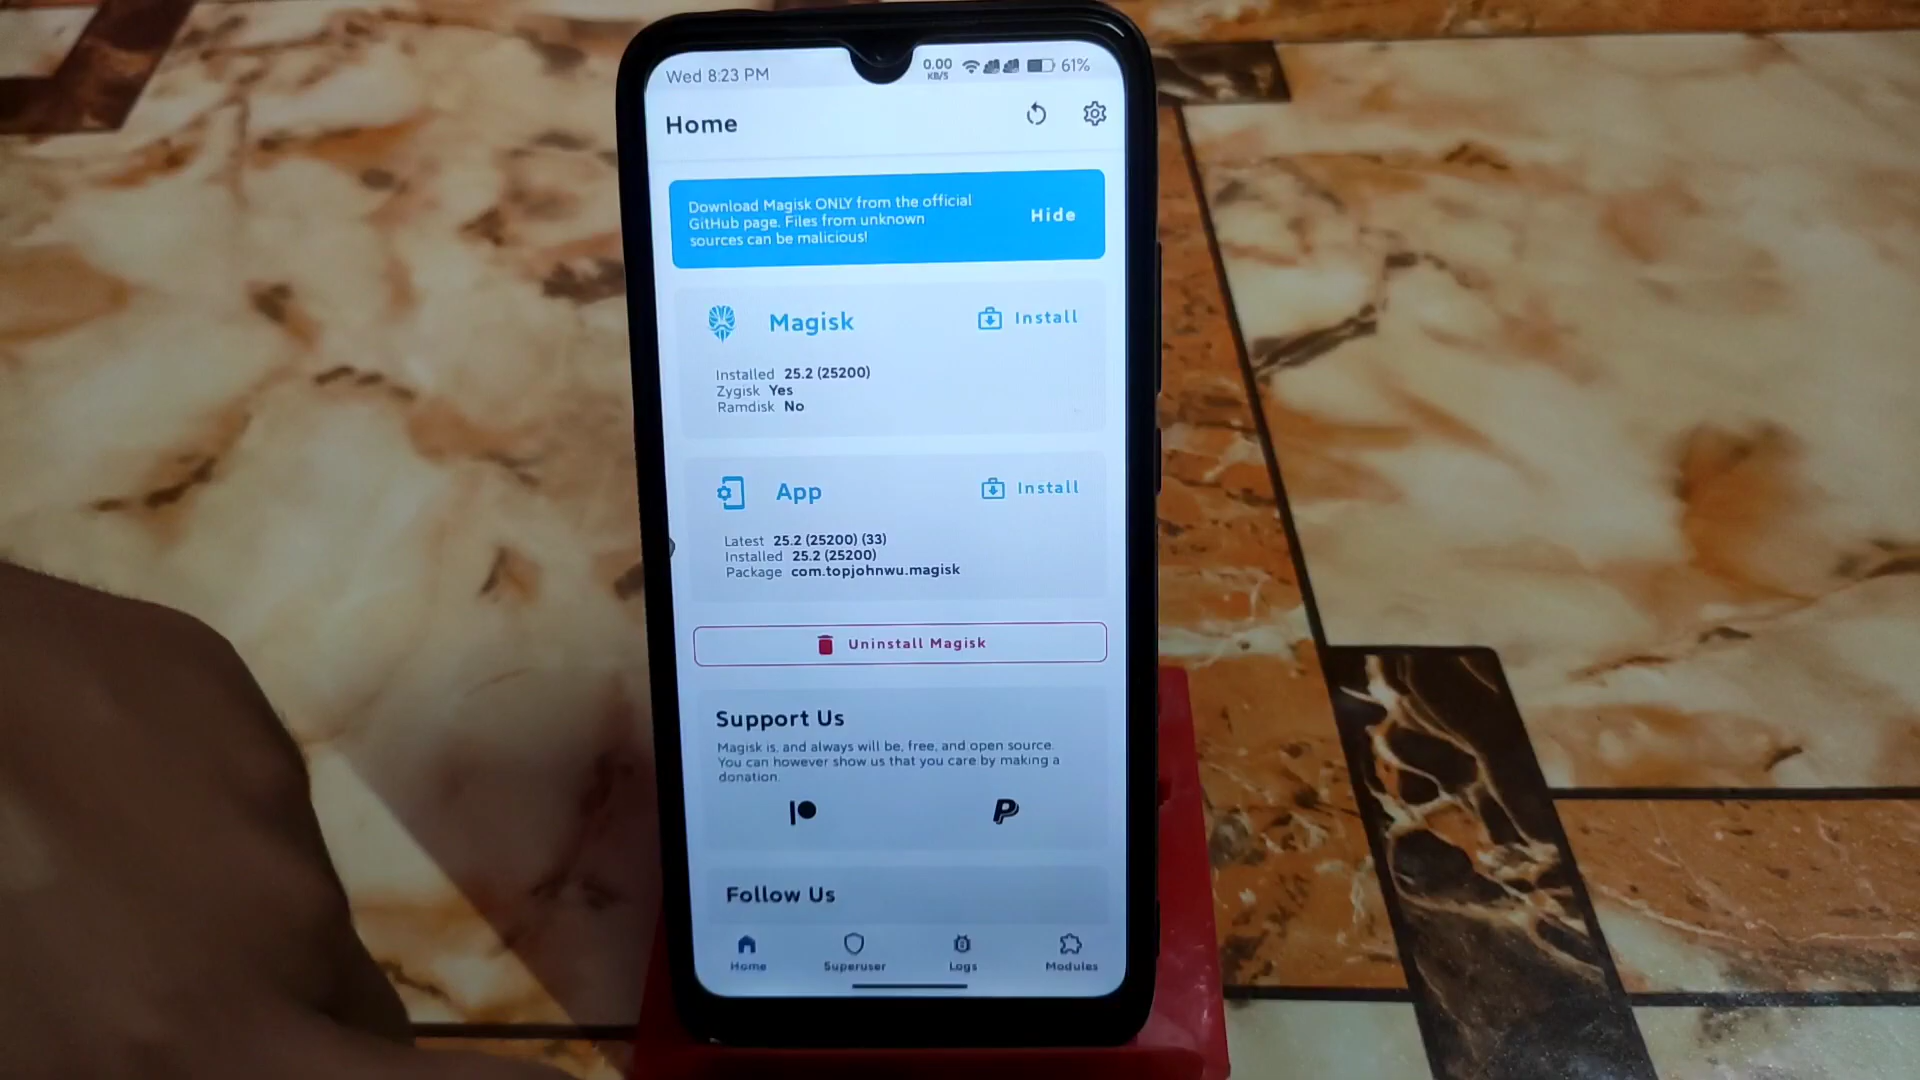 Wed 8:23 PM
0.00
KB/S
61%
Home
Download Magisk ONLY from the official
GitHub page. Files from unknown
sources can be malicious!
Hide
Magisk
Install
Installed 25.2 (25200)
Zygisk Yes
Ramdisk No
App
Install
Latest 25.2 (25200) (33)
Installed 25.2 (25200)
Package com.topjohnwu.magisk
Uninstall Magisk
Support Us
Magisk is, and always will be, free, and open source.
You can however show us that you care by making a
donation.
Follow Us
Home
Superuser
Logs
Modules